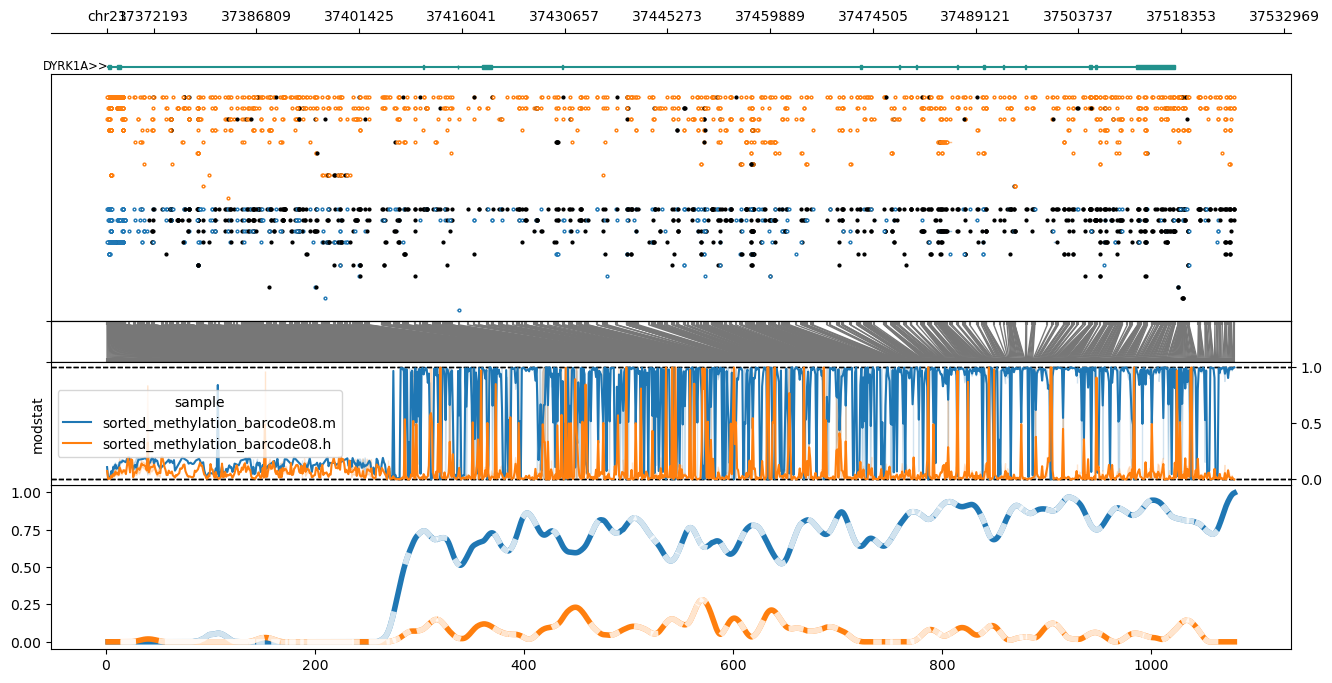 chr21 37372193 37386809 37401425 37416041 37430657 37445273 37459889 37474505 37489121 37503737 37518353 37532969
DYRK1A>>
modstat
sample
sorted_methylation_barcode08.m
sorted_methylation_barcode08.h
1.0
0.5
0.0
1.00
0.75
0.50
0.25
0.00
0 200 400 600 800 1000